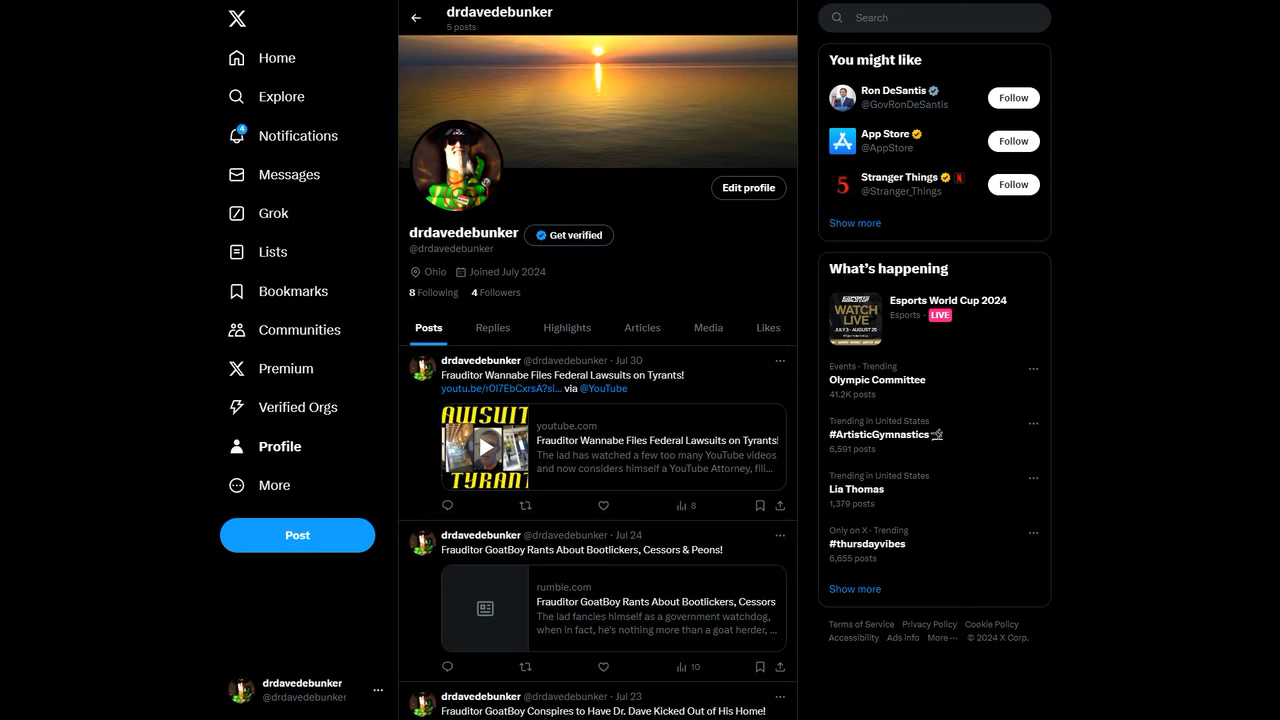 Home
Explore
4
Notifications
Messages
Grok
Lists
Bookmarks
Communities
Premium
Verified Orgs
Profile
More
Post
drdavedebunker
@drdavedebunker
drdavedebunker
5 posts
Edit profile
drdavedebunker
Get verified
@drdavedebunker
Ohio
Joined July 2024
8 Following
4 Followers
Posts
Replies
Highlights
Articles
Media
Likes
drdavedebunker @drdavedebunker · Jul 30
Frauditor Wannabe Files Federal Lawsuits on Tyrants!
youtu.be/r0I7EbCxrsA?si... via @YouTube
AWSUIT
TYRAN
youtube.com
Frauditor Wannabe Files Federal Lawsuits on Tyrants!
The lad has watched a few too many YouTube videos
and now considers himself a YouTube Attorney, fili...
8
drdavedebunker @drdavedebunker · Jul 24
Frauditor GoatBoy Rants About Bootlickers, Cessors & Peons!
rumble.com
Frauditor GoatBoy Rants About Bootlickers, Cessors
The lad fancies himself as a government watchdog,
when in fact, he's nothing more than a goat herder, ...
10
drdavedebunker @drdavedebunker · Jul 23
Frauditor GoatBoy Conspires to Have Dr. Dave Kicked Out of His Home!
Search
You might like
Ron DeSantis
@GovRonDeSantis
Follow
App Store
@AppStore
Follow
5
Stranger Things
N
@Stranger_Things
Follow
Show more
What's happening
WATCH
LIVE
JULY 3 - AUGUST 25
Esports World Cup 2024
Esports · LIVE
Events · Trending
Olympic Committee
41.2K posts
Trending in United States
#ArtisticGymnastics
6,591 posts
Trending in United States
Lia Thomas
1,379 posts
Only on X · Trending
#thursdayvibes
6,655 posts
Show more
Terms of Service Privacy Policy Cookie Policy
Accessibility Ads info More ··· © 2024 X Corp.